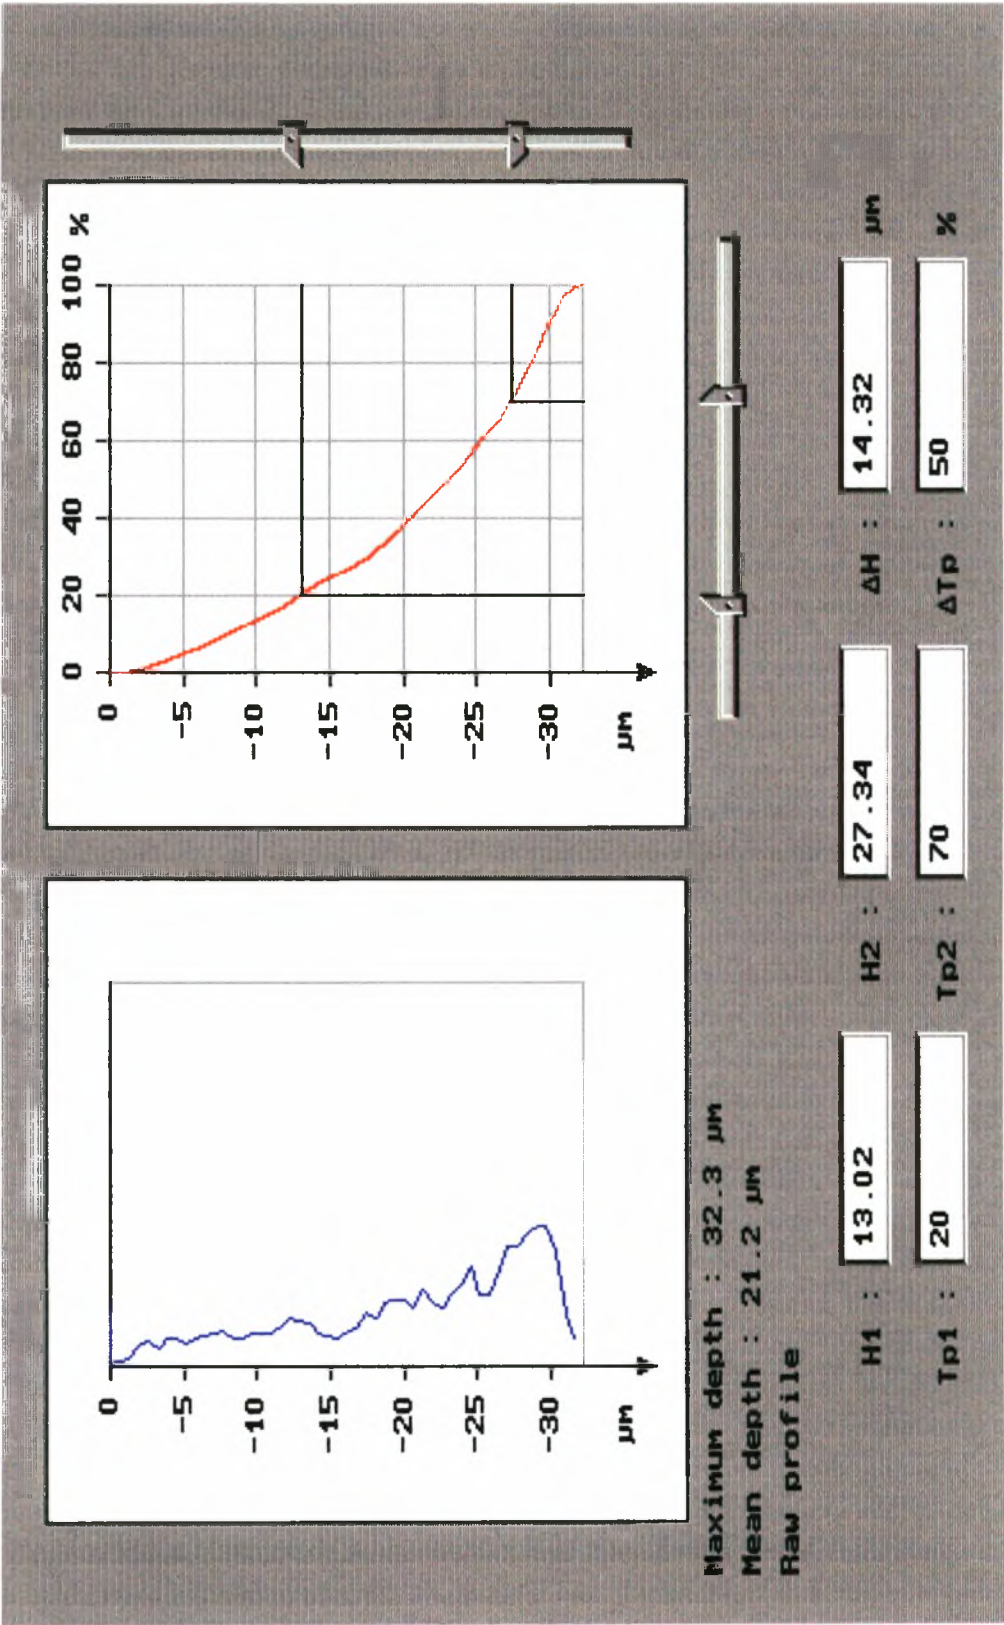 0
-5
-10
-15
-20
-25
-30
µm
0 20 40 60 80 100 %
0
-5
-10
-15
-20
-25
-30
µm
Maximum depth : 32.3 µm
Mean depth : 21.2 µm
Raw profile
H1 : 13.02 H2 : 27.34 ΔH : 14.32 µm
Tp1 : 20 Tp2 : 70 ΔTp : 50 %